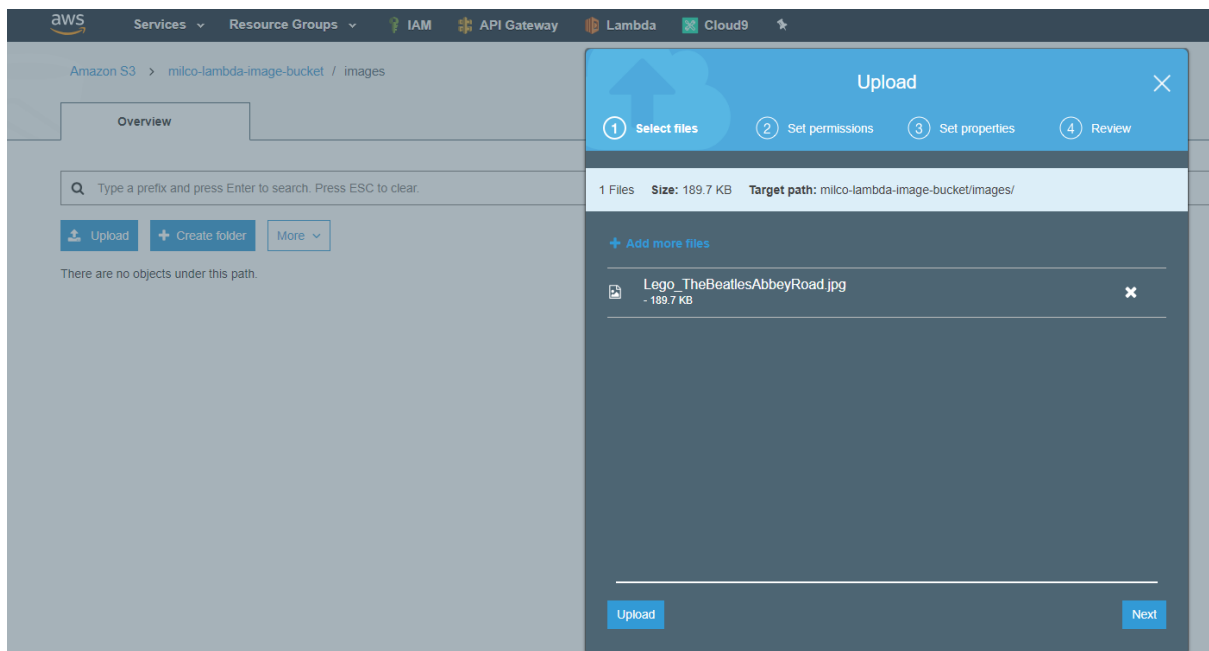 aws Services Resource Groups IAM API Gateway Lambda Cloud9
Amazon S3 > milco-lambda-image-bucket / images
Overview
Type a prefix and press Enter to search. Press ESC to clear.
Upload + Create folder More
There are no objects under this path.
Upload
1 Select files 2 Set permissions 3 Set properties 4 Review
1 Files Size: 189.7 KB Target path: milco-lambda-image-bucket/images/
+ Add more files
Lego_TheBeatlesAbbeyRoad.jpg
- 189.7 KB
Upload Next